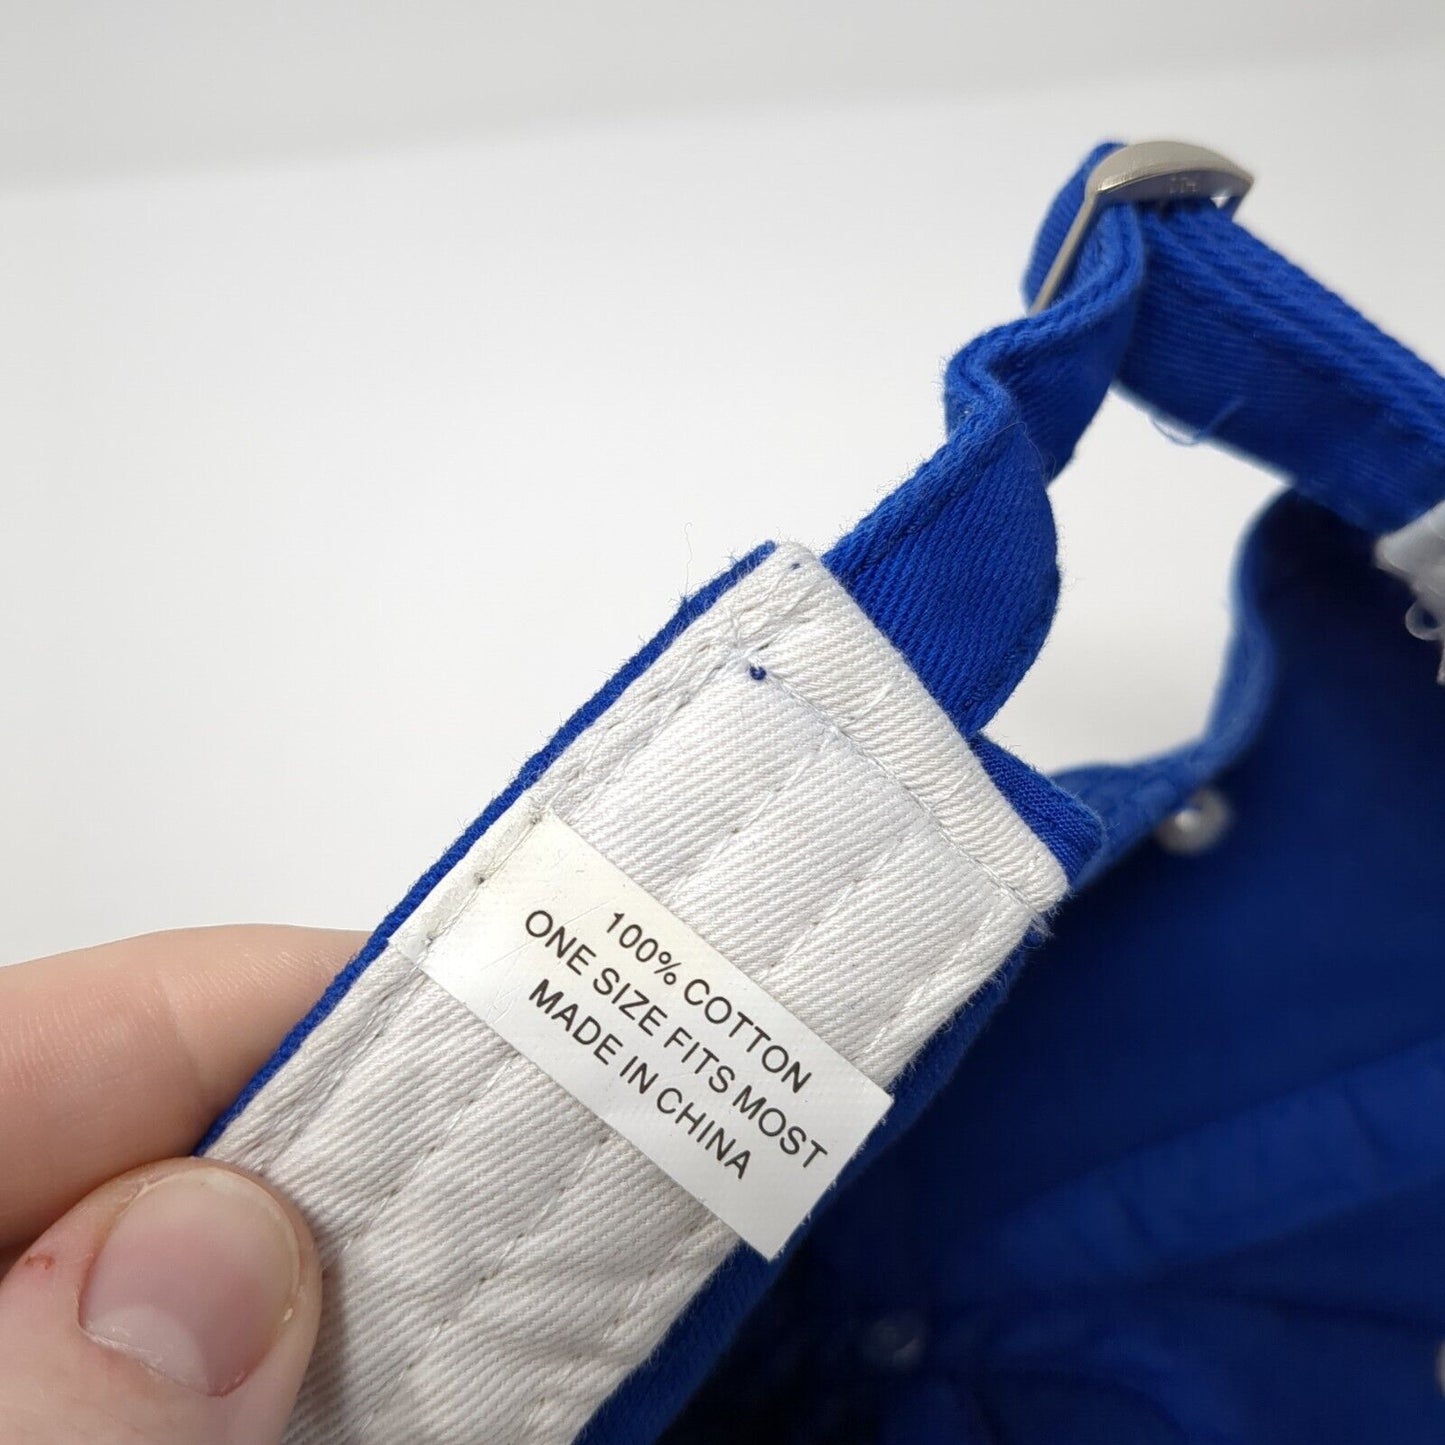 100% COTTON
ONE SIZE FITS MOST
MADE IN CHINA